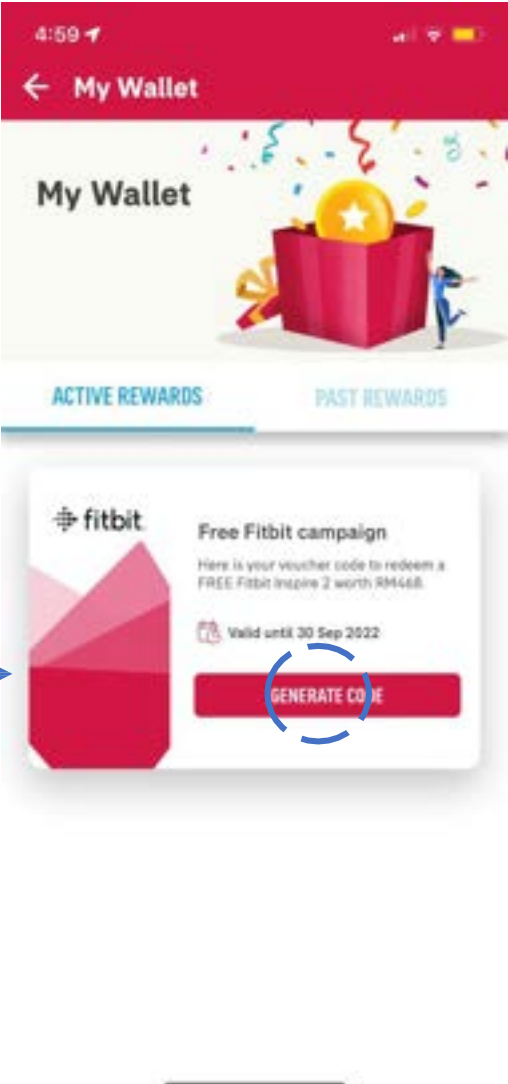 4:59
My Wallet
My Wallet
ACTIVE REWARDS
PAST REWARDS
fitbit
Free Fitbit campaign
Here is your voucher code to redeem a
FREE Fitbit Inspire 2 worth RM468.
Valid until 30 Sep 2022
GENERATE CODE